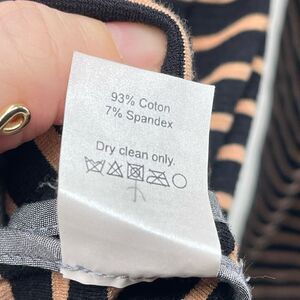 93% Coton
7% Spandex
Dry clean only.